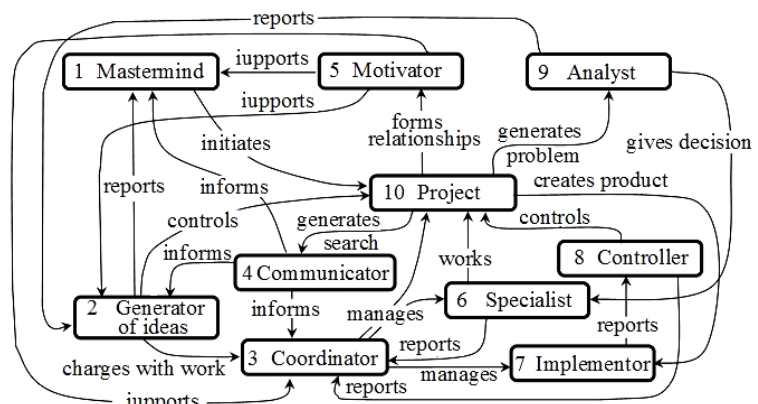 reports
1 Mastermind
iupports
5 Motivator
9 Analyst
iupports
initiates
forms
relationships
generates
problem
gives decision
reports
informs
10 Project
creates product
controls
generates
search
controls
informs
4 Communicator
works
8 Controller
2 Generator
of ideas
informs
manages
6 Specialist
reports
charges with work
3 Coordinator
reports
manages
7 Implementor
iupports
reports